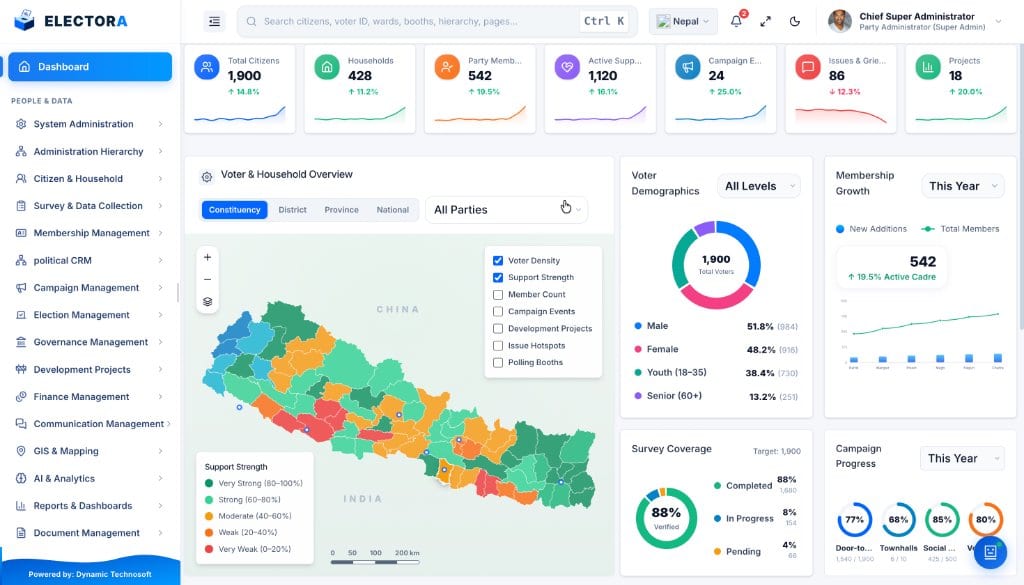 ELECTORA
Search citizens, voter ID, wards, booths, hierarchy, pages...
Ctrl K
Nepal
2
Chief Super Administrator
Party Administrator (Super Admin)
Dashboard
PEOPLE & DATA
System Administration
Administration Hierarchy
Citizen & Household
Survey & Data Collection
Membership Management
political CRM
Campaign Management
Election Management
Governance Management
Development Projects
Finance Management
Communication Management
GIS & Mapping
AI & Analytics
Reports & Dashboards
Document Management
Powered by: Dynamic Technosoft
Total Citizens
1,900
↑ 14.8%
Households
428
↑ 11.2%
Party Memb...
542
↑ 19.5%
Active Supp...
1,120
↑ 16.1%
Campaign E...
24
↑ 25.0%
Issues & Grie...
86
↓ 12.3%
Projects
18
↑ 20.0%
Voter & Household Overview
Constituency
District
Province
National
All Parties
+
−
Voter Density
Support Strength
Member Count
Campaign Events
Development Projects
Issue Hotspots
Polling Booths
CHINA
INDIA
Support Strength
Very Strong (80–100%)
Strong (60–80%)
Moderate (40–60%)
Weak (20–40%)
Very Weak (0–20%)
0 50 100 200 km
Voter
Demographics
All Levels
1,900
Total Voters
Male 51.8% (984)
Female 48.2% (916)
Youth (18–35) 38.4% (730)
Senior (60+) 13.2% (251)
Membership
Growth
This Year
New Additions
Total Members
542
↑ 19.5% Active Cadre
Survey Coverage
Target: 1,900
88%
Verified
Completed 88%
1,680
In Progress 8%
154
Pending 4%
66
Campaign
Progress
This Year
77%
Door-to...
1,540 / 1,900
68%
Townhalls
6 / 10
85%
Social ...
425 / 500
80%